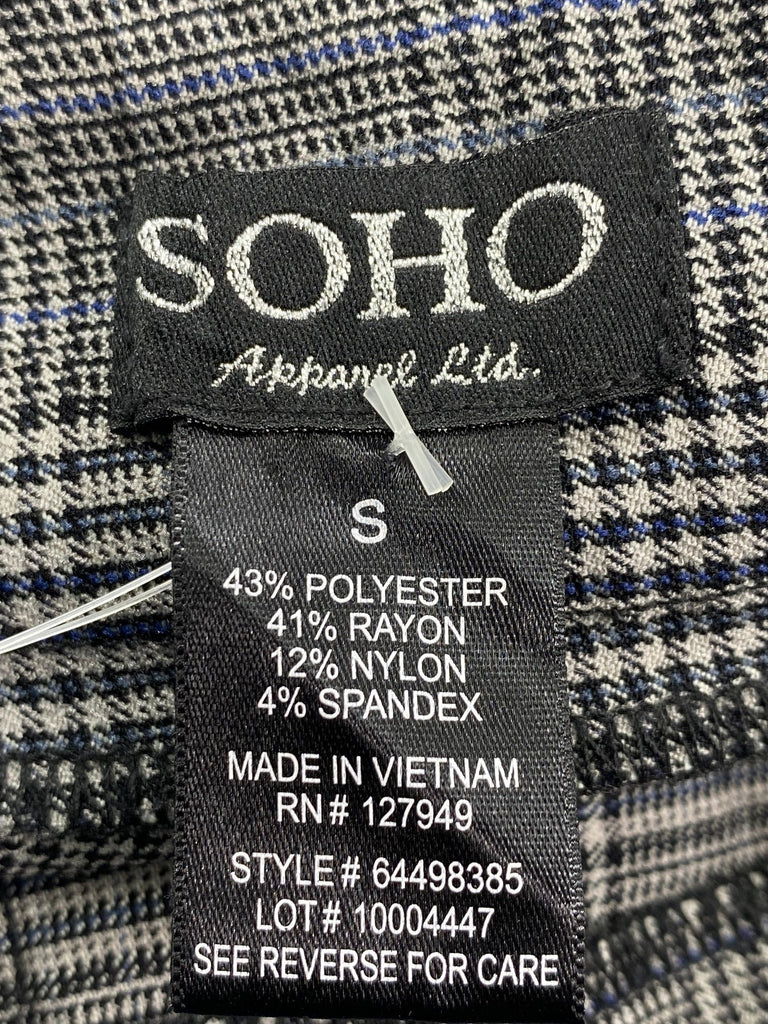 SOHO
Apparel Ltd.
S
43% POLYESTER
41% RAYON
12% NYLON
4% SPANDEX
MADE IN VIETNAM
RN# 127949
STYLE# 64498385
LOT# 10004447
SEE REVERSE FOR CARE